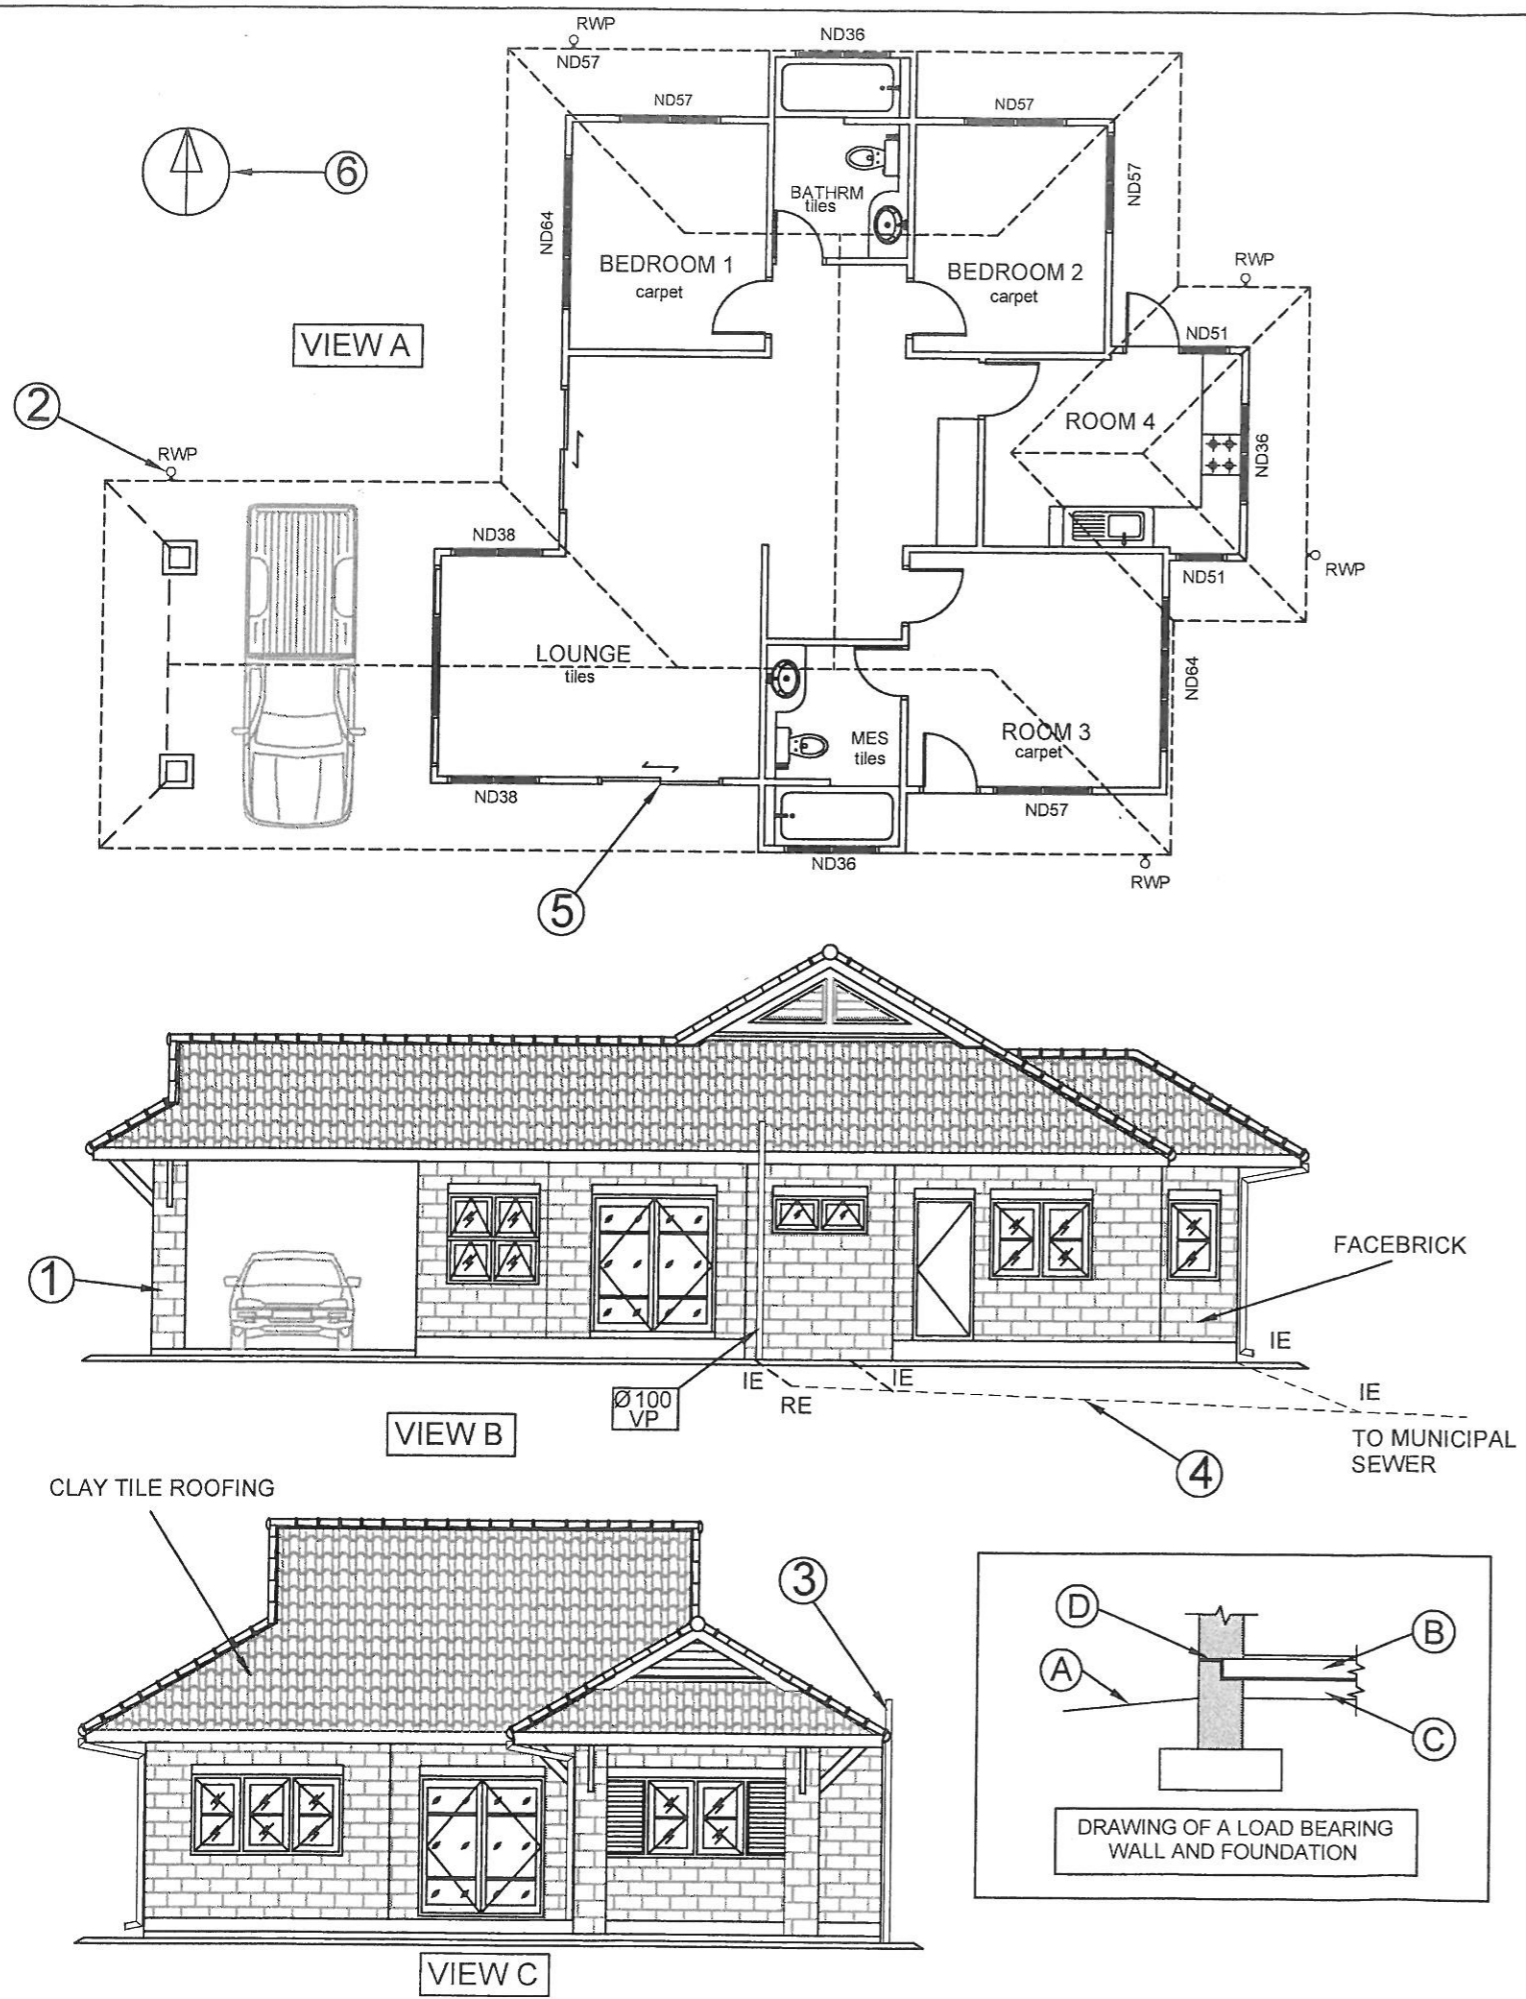 RWP
ND57
ND36
ND57
ND57
6
BATHRM
tiles
ND57
ND64
BEDROOM 1
carpet
BEDROOM 2
carpet
RWP
VIEW A
ND51
2
ROOM 4
RWP
ND36
ND38
RWP
ND51
LOUNGE
tiles
ND64
MES
tiles
ROOM 3
carpet
ND38
ND57
ND36
RWP
5
FACEBRICK
1
IE
IE
RE
IE
IE
Ø100
VP
VIEW B
4
TO MUNICIPAL
SEWER
CLAY TILE ROOFING
3
D
B
A
C
DRAWING OF A LOAD BEARING
WALL AND FOUNDATION
VIEW C